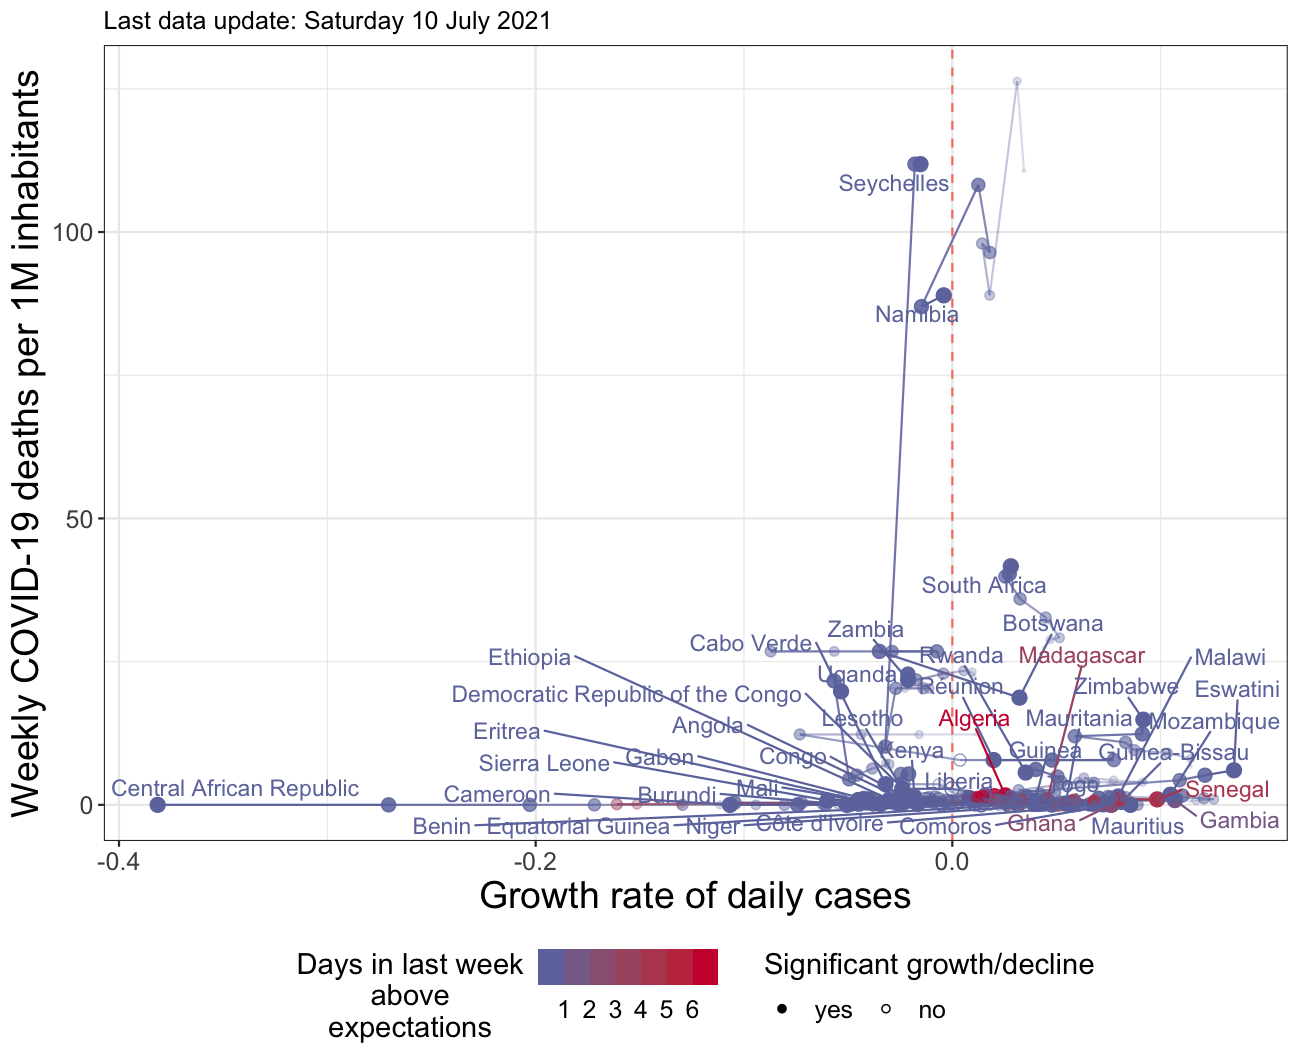 Last data update: Saturday 10 July 2021
Weekly COVID-19 deaths per 1M inhabitants
100
50
0
Seychelles
Namibia
South Africa
Botswana
Zambia
Cabo Verde
Ethiopia
Rwanda
Madagascar
Malawi
Uganda
Réunion
Zimbabwe
Eswatini
Democratic Republic of the Congo
Angola
Lesotho
Algeria
Mauritania
Mozambique
Eritrea
Gabon
Congo
Kenya
Guinea
Guinea-Bissau
Sierra Leone
Central African Republic
Cameroon
Burundi
Mali
Liberia
Togo
Senegal
Benin
Equatorial Guinea
Niger
Côte d'Ivoire
Comoros
Ghana
Mauritius
Gambia
-0.4
-0.2
0.0
Growth rate of daily cases
Days in last week
above
expectations
1 2 3 4 5 6
Significant growth/decline
yes
no